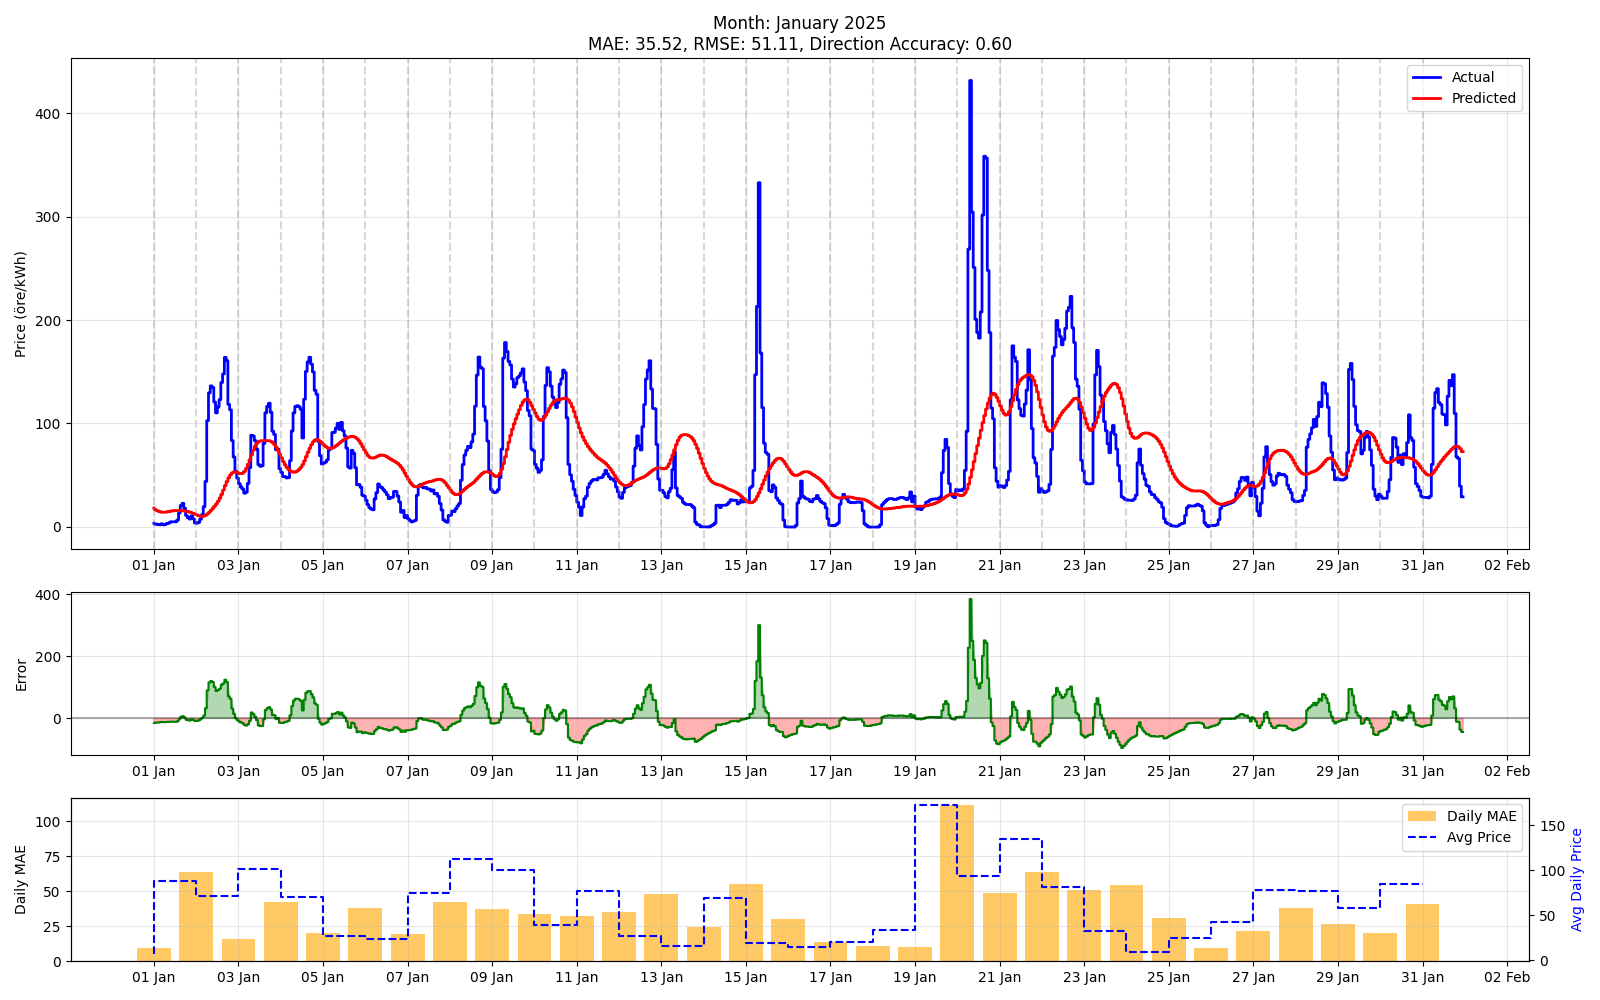 Month: January 2025
MAE: 35.52, RMSE: 51.11, Direction Accuracy: 0.60
Price (öre/kWh)
400
300
200
100
0
Actual
Predicted
01 Jan 03 Jan 05 Jan 07 Jan 09 Jan 11 Jan 13 Jan 15 Jan 17 Jan 19 Jan 21 Jan 23 Jan 25 Jan 27 Jan 29 Jan 31 Jan 02 Feb
Error
400
200
0
01 Jan 03 Jan 05 Jan 07 Jan 09 Jan 11 Jan 13 Jan 15 Jan 17 Jan 19 Jan 21 Jan 23 Jan 25 Jan 27 Jan 29 Jan 31 Jan 02 Feb
Daily MAE
100
75
50
25
0
Daily MAE
Avg Price
150
100
50
0
Avg Daily Price
01 Jan 03 Jan 05 Jan 07 Jan 09 Jan 11 Jan 13 Jan 15 Jan 17 Jan 19 Jan 21 Jan 23 Jan 25 Jan 27 Jan 29 Jan 31 Jan 02 Feb